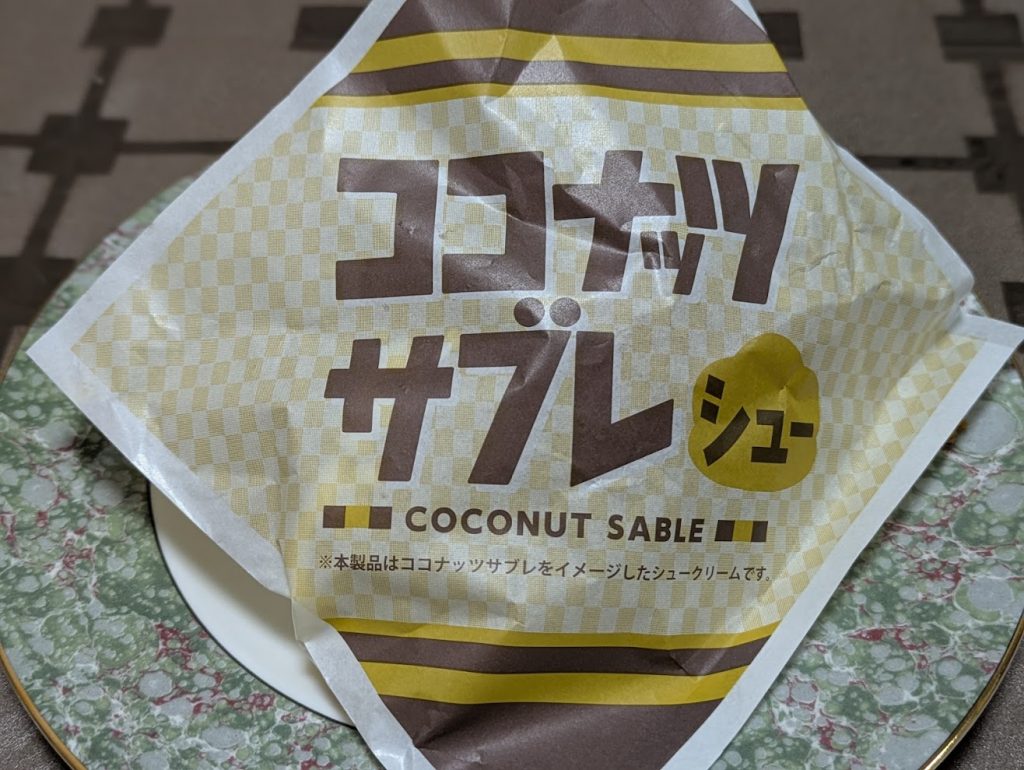 ココナッツ
サブレ
シュー
COCONUT SABLE
※本製品はココナッツサブレをイメージしたシュークリームです。